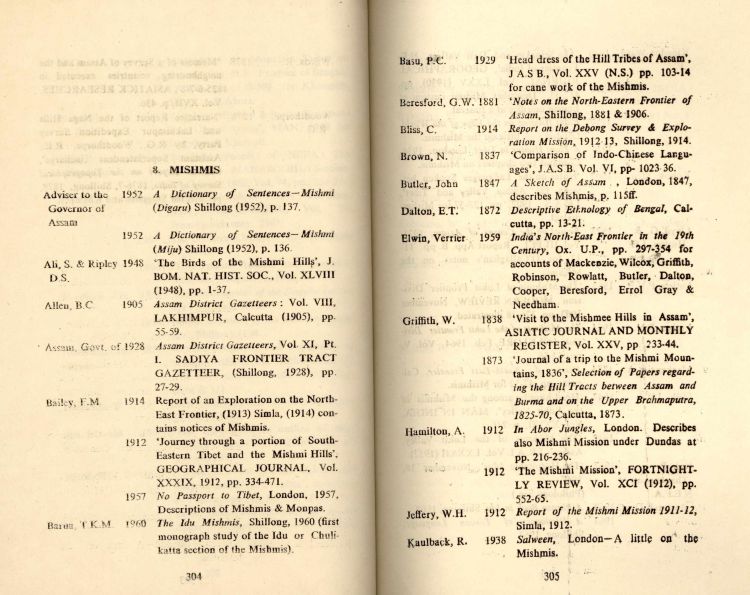 8. MISHMIS
Adviser to the 1952 A Dictionary of Sentences—Mishmi
Governor of (Digaru) Shillong (1952), p. 137.
Assam
1952 A Dictionary of Sentences—Mishmi
(Miju) Shillong (1952), p. 136.
Ali, S. & Ripley 1948 'The Birds of the Mishmi Hills', J.
D.S. BOM. NAT. HIST. SOC., Vol. XLVIII
(1948), pp. 1-37.
Allen, B.C 1905 Assam District Gazetteers : Vol. VIII,
LAKHIMPUR, Calcutta (1905), pp.
55-59.
Assam, Govt. of 1928 Assam District Gazetteers, Vol. XI, Pt.
I. SADIYA FRONTIER TRACT
GAZETTEER, (Shillong, 1928), pp.
27-29.
Bailey, F.M 1914 Report of an Exploration on the North-
East Frontier, (1913) Simla, (1914) con-
tains notices of Mishmis.
1912 'Journey through a portion of South-
Eastern Tibet and the Mishmi Hills',
GEOGRAPHICAL JOURNAL, Vol.
XXXIX, 1912, pp. 334-471.
1957 No Passport to Tibet, London, 1957,
Descriptions of Mishmis & Monpas.
Barua, T.K.M. 1960 The Idu Mishmis, Shillong, 1960 (first
monograph study of the Idu or Chuli-
katta section of the Mishmis).
304
Basu, P.C. 1929 'Head dress of the Hill Tribes of Assam',
J A S B., Vol. XXV (N.S.) pp. 103-14
for cane work of the Mishmis.
Beresford, G.W. 1881 'Notes on the North-Eastern Frontier of
Assam, Shillong, 1881 & 1906.
Bliss, C. 1914 Report on the Debong Survey & Explo-
ration Mission, 1912-13, Shillong, 1914.
Brown, N. 1837 'Comparison of Indo-Chinese Langu-
ages', J.A.S B. Vol. VI, pp- 1023-36.
Butler, John 1847 A Sketch of Assam , London, 1847,
describes Mishmis, p. 115ff.
Dalton, E.T. 1872 Descriptive Ethnology of Bengal, Cal-
cutta, pp. 13-21.
Elwin, Verrier 1959 India's North-East Frontier in the 19th
Century, Ox. U.P., pp. 297-354 for
accounts of Mackenzie, Wilcox, Griffith,
Robinson, Rowlatt, Butler, Dalton,
Cooper, Beresford, Errol Gray &
Needham.
Griffith, W. 1838 'Visit to the Mishmee Hills in Assam',
ASIATIC JOURNAL AND MONTHLY
REGISTER, Vol. XXV, pp 233-44.
1873 'Journal of a trip to the Mishmi Moun-
tains, 1836', Selection of Papers regard-
ing the Hill Tracts between Assam and
Burma and on the Upper Brahmaputra,
1825-70, Calcutta, 1873.
Hamilton, A. 1912 In Abor Jungles, London. Describes
also Mishmi Mission under Dundas at
pp. 216-236.
1912 'The Mishmi Mission', FORTNIGHT-
LY REVIEW, Vol. XCI (1912), pp.
552-65.
Jeffery, W.H. 1912 Report of the Mishmi Mission 1911-12,
Simla, 1912.
Kaulback, R. 1938 Salween, London—A little on the
Mishmis.
305